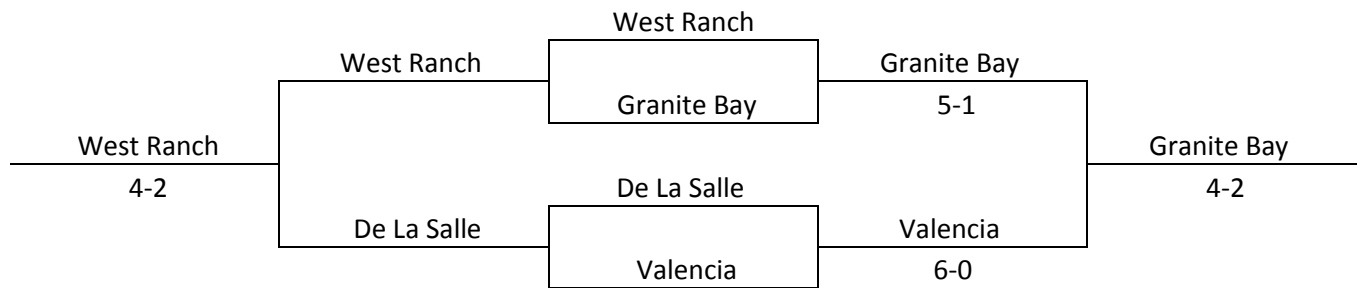 West Ranch
West Ranch Granite Bay
Granite Bay 5-1
West Ranch Granite Bay
4-2 De La Salle 4-2
De La Salle Valencia
Valencia 6-0